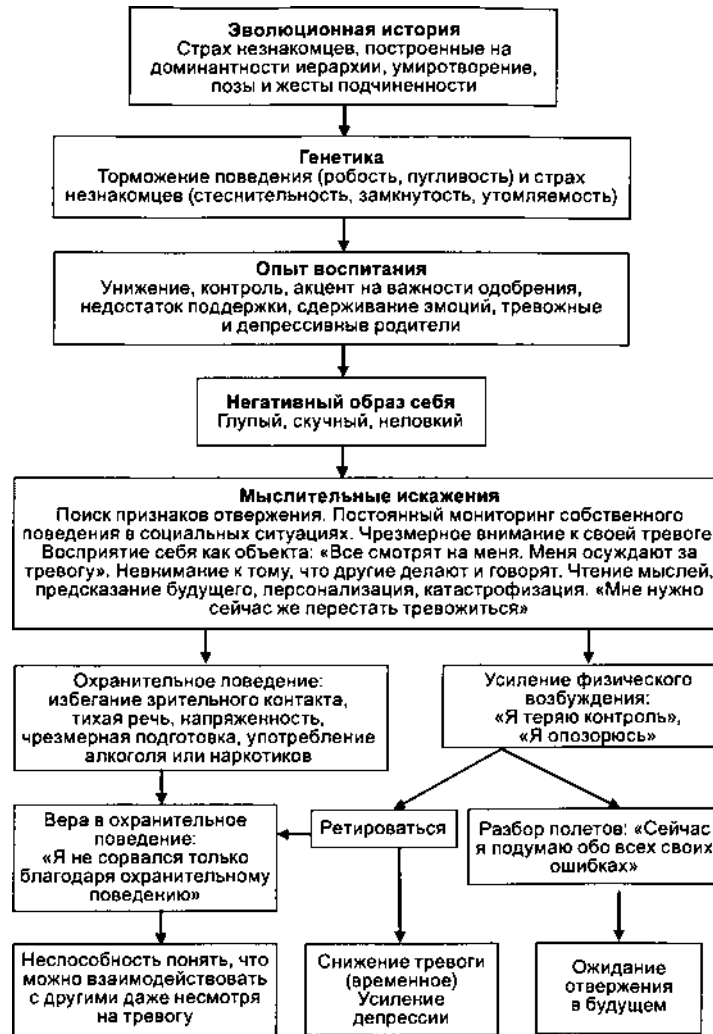 Эволюционная история
Страх незнакомцев, построенные на
доминантности иерархии, умиротворение,
позы и жесты подчиненности
Генетика
Торможение поведения (робость, пугливость) и страх
незнакомцев (стеснительность, замкнутость, утомляемость)
Опыт воспитания
Унижение, контроль, акцент на важности одобрения,
недостаток поддержки, сдерживание эмоций, тревожные
и депрессивные родители
Негативный образ себя
Глупый, скучный, неловкий
Мыслительные искажения
Поиск признаков отвержения. Постоянный мониторинг собственного
поведения в социальных ситуациях. Чрезмерное внимание к своей тревоге
Восприятие себя как объекта: «Все смотрят на меня. Меня осуждают за
тревогу». Невнимание к тому, что другие делают и говорят. Чтение мыслей,
предсказание будущего, персонализация, катастрофизация. «Мне нужно
сейчас же перестать тревожиться»
Охранительное поведение:
избегание зрительного контакта,
тихая речь, напряженность,
чрезмерная подготовка, употребление
алкоголя или наркотиков
Усиление физического
возбуждения:
«Я теряю контроль»,
«Я опозорюсь»
Вера в охранительное
поведение:
«Я не сорвался только
благодаря охранительному
поведению»
Ретироваться
Разбор полетов: «Сейчас
я подумаю обо всех своих
ошибках»
Неспособность понять, что
можно взаимодействовать
с другими даже несмотря
на тревогу
Снижение тревоги
(временное)
Усиление
депрессии
Ожидание
отвержения
в будущем